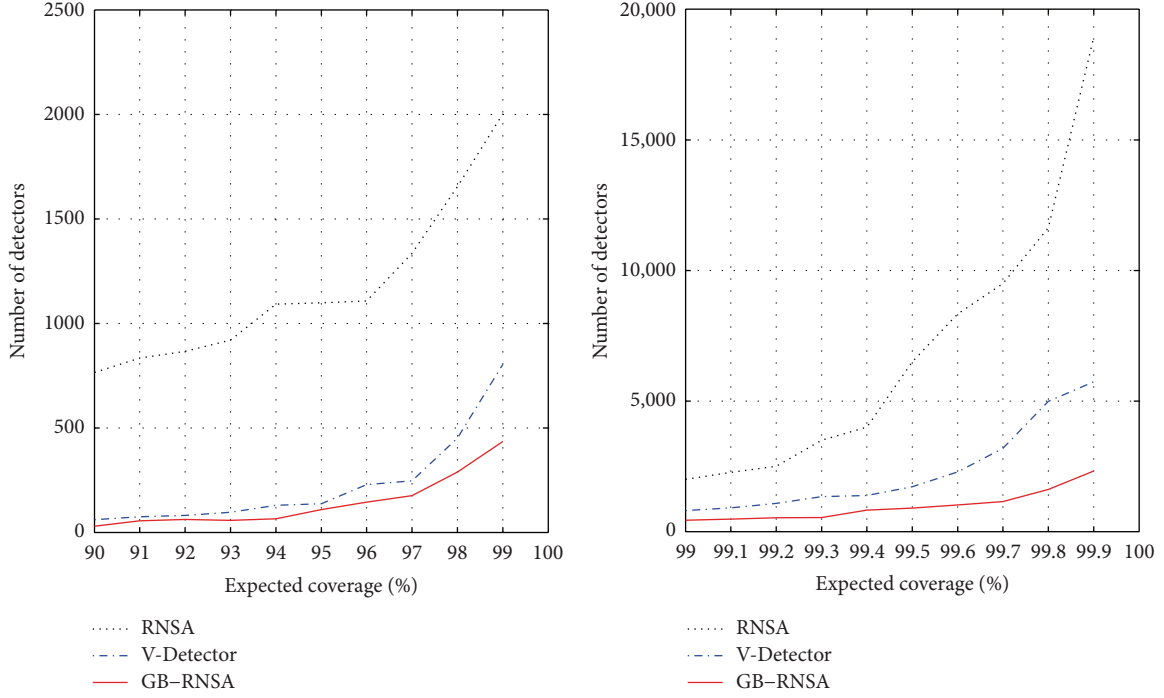 2500
2000
1500
1000
500
0
Number of detectors
90 91 92 93 94 95 96 97 98 99 100
Expected coverage (%)
RNSA
V-Detector
GB−RNSA
20,000
15,000
10,000
5,000
0
Number of detectors
99 99.1 99.2 99.3 99.4 99.5 99.6 99.7 99.8 99.9 100
Expected coverage (%)
RNSA
V-Detector
GB−RNSA